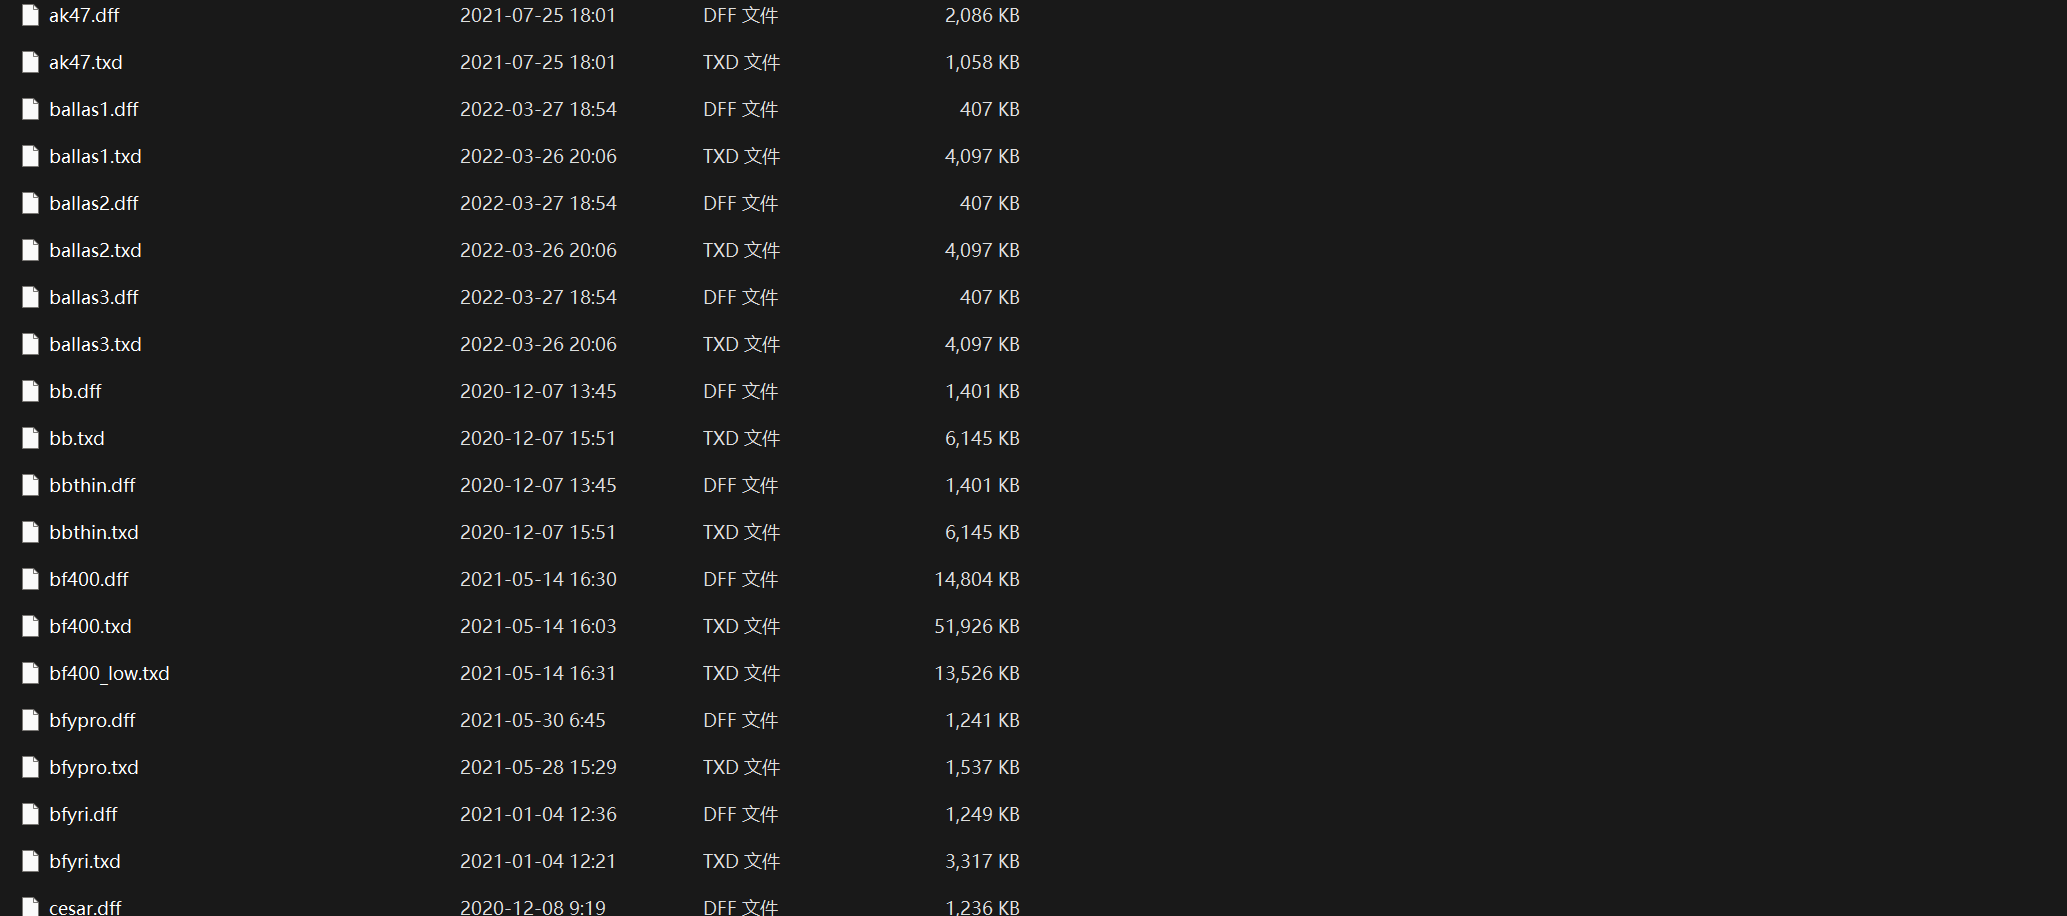 ak47.dff 2021-07-25 18:01 DFF 文件 2,086 KB
ak47.txd 2021-07-25 18:01 TXD 文件 1,058 KB
ballas1.dff 2022-03-27 18:54 DFF 文件 407 KB
ballas1.txd 2022-03-26 20:06 TXD 文件 4,097 KB
ballas2.dff 2022-03-27 18:54 DFF 文件 407 KB
ballas2.txd 2022-03-26 20:06 TXD 文件 4,097 KB
ballas3.dff 2022-03-27 18:54 DFF 文件 407 KB
ballas3.txd 2022-03-26 20:06 TXD 文件 4,097 KB
bb.dff 2020-12-07 13:45 DFF 文件 1,401 KB
bb.txd 2020-12-07 15:51 TXD 文件 6,145 KB
bbthin.dff 2020-12-07 13:45 DFF 文件 1,401 KB
bbthin.txd 2020-12-07 15:51 TXD 文件 6,145 KB
bf400.dff 2021-05-14 16:30 DFF 文件 14,804 KB
bf400.txd 2021-05-14 16:03 TXD 文件 51,926 KB
bf400_low.txd 2021-05-14 16:31 TXD 文件 13,526 KB
bfypro.dff 2021-05-30 6:45 DFF 文件 1,241 KB
bfypro.txd 2021-05-28 15:29 TXD 文件 1,537 KB
bfyri.dff 2021-01-04 12:36 DFF 文件 1,249 KB
bfyri.txd 2021-01-04 12:21 TXD 文件 3,317 KB
cesar.dff 2020-12-08 9:19 DFF 文件 1,236 KB